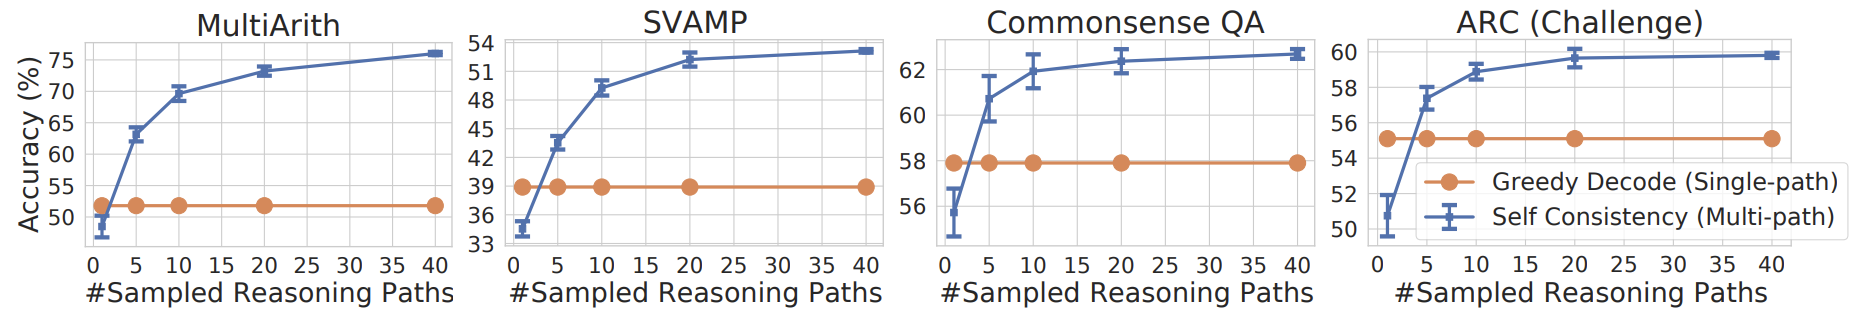 MultiArith
SVAMP
Commonsense QA
ARC (Challenge)
Accuracy (%)
75
70
65
60
55
50
0 5 10 15 20 25 30 35 40
#Sampled Reasoning Paths
54
51
48
45
42
39
36
33
0 5 10 15 20 25 30 35 40
#Sampled Reasoning Paths
62
60
58
56
0 5 10 15 20 25 30 35 40
#Sampled Reasoning Paths
60
58
56
54
52
50
0 5 10 15 20 25 30 35 40
#Sampled Reasoning Paths
Greedy Decode (Single-path)
Self Consistency (Multi-path)